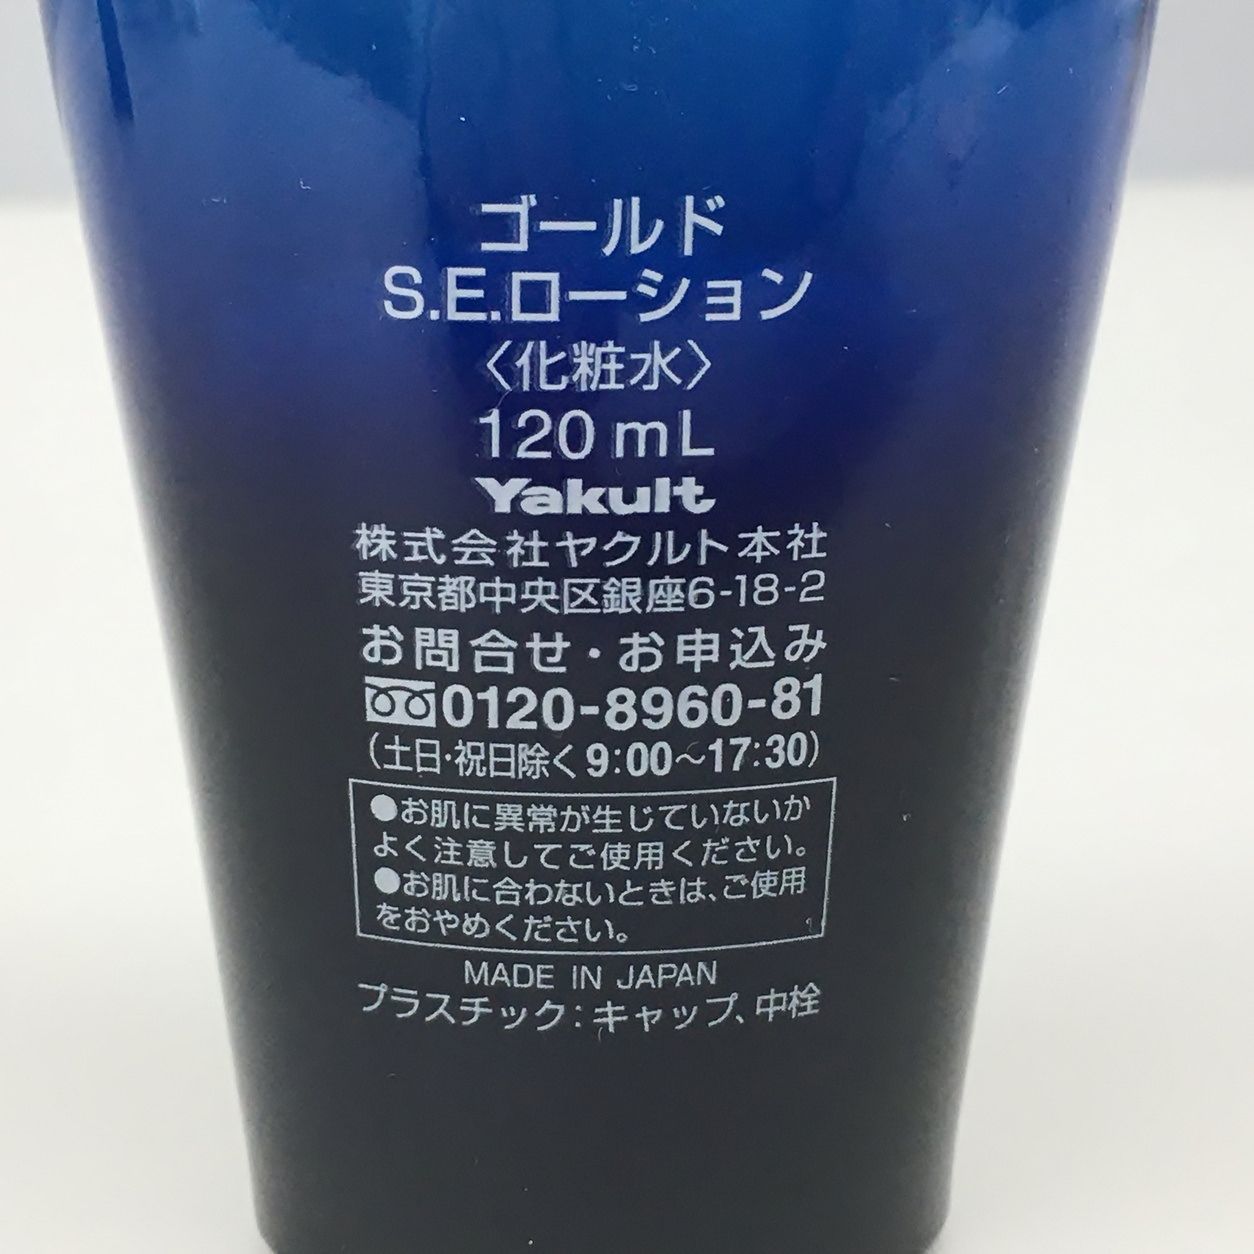 ゴールド
S.E.ローション
〈化粧水〉
120 mL
Yakult
株式会社ヤクルト本社
東京都中央区銀座6-18-2
お問合せ・お申込み
0120-8960-81
(土日・祝日除く9:00～17:30)
●お肌に異常が生じていないか
よく注意してご使用ください。
●お肌に合わないときは、ご使用
をおやめください。
MADE IN JAPAN
プラスチック:キャップ、中栓